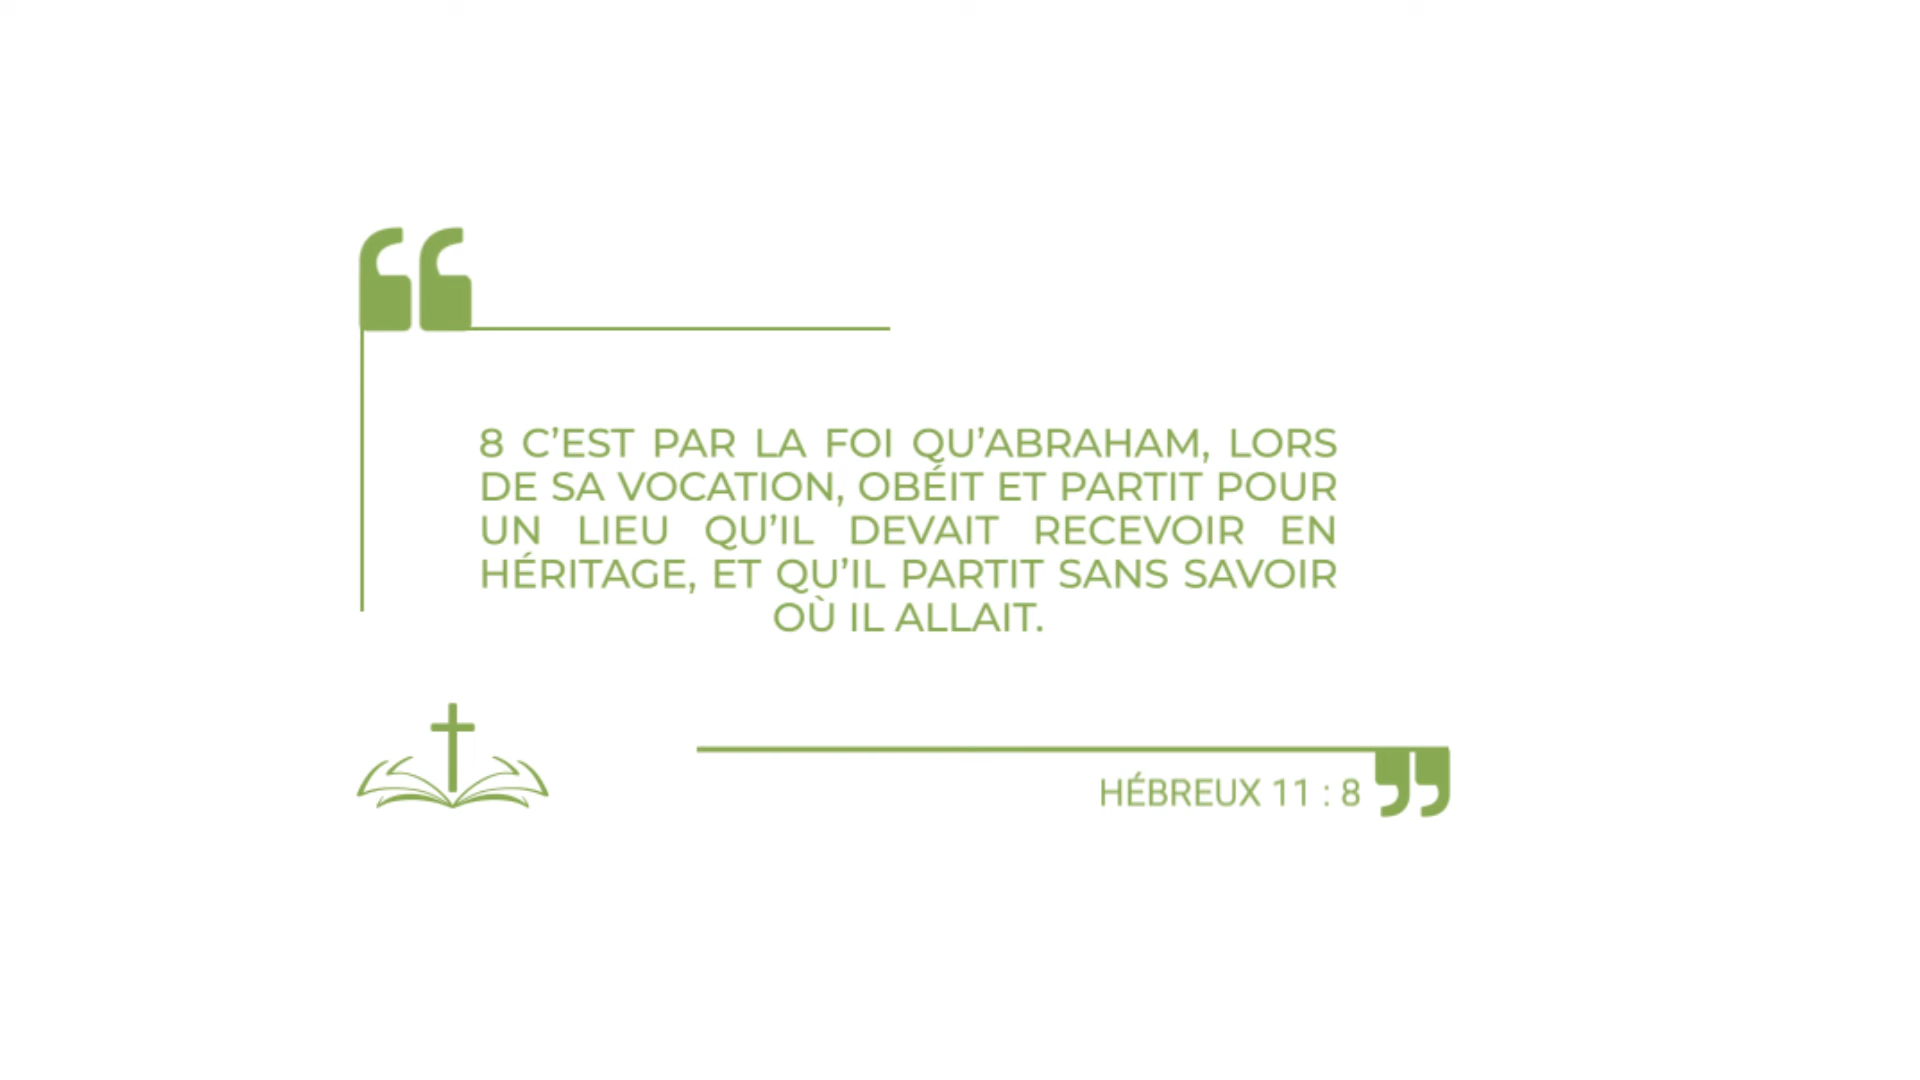 8 C’EST PAR LA FOI QU’ABRAHAM, LORS
DE SA VOCATION, OBÉIT ET PARTIT POUR
UN LIEU QU’IL DEVAIT RECEVOIR EN
HÉRITAGE, ET QU’IL PARTIT SANS SAVOIR
OÙ IL ALLAIT.
HÉBREUX 11 : 8